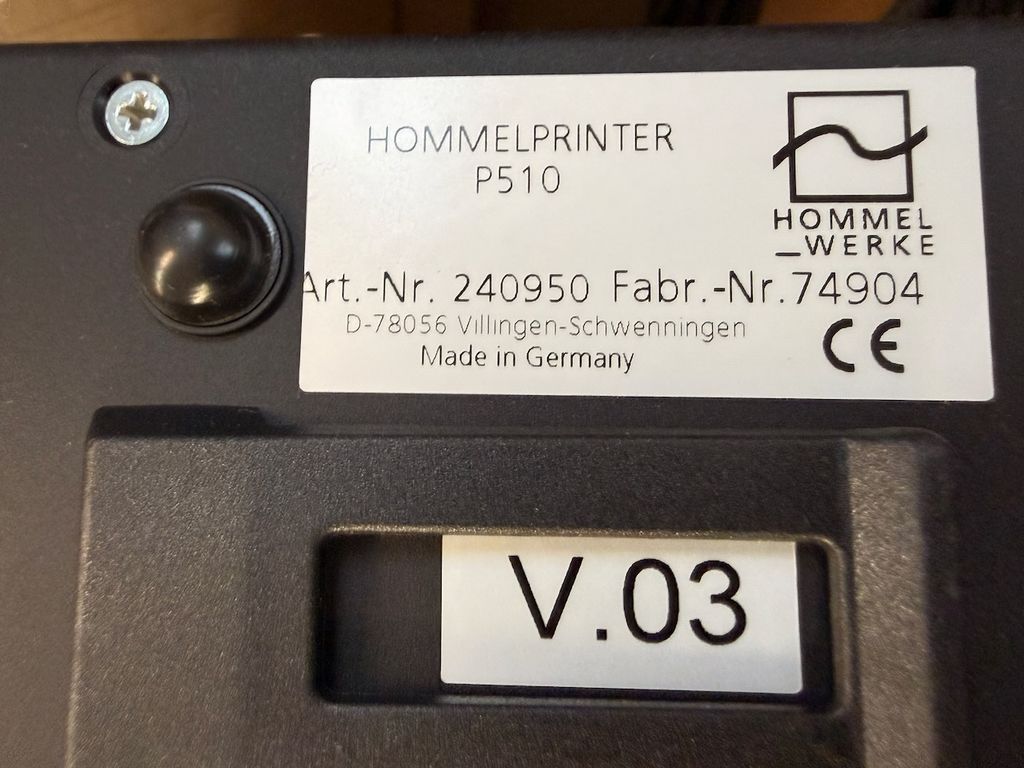 HOMMELPRINTER
P510
HOMMEL
_WERKE
Art.-Nr. 240950 Fabr.-Nr.74904
D-78056 Villingen-Schwenningen
Made in Germany
CE
V.03